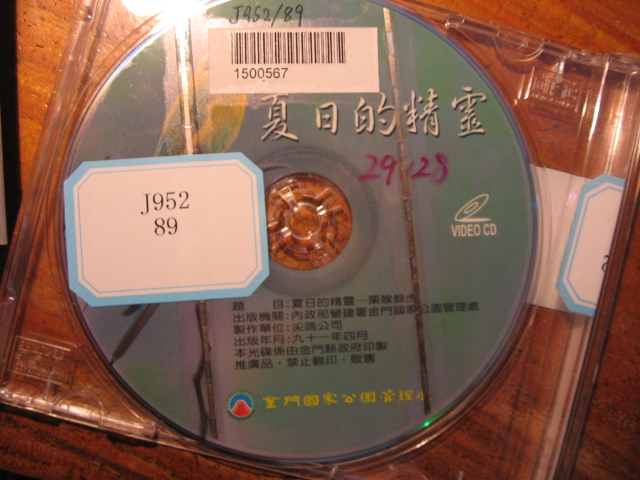 J952/89
1500567
夏日的精靈
29'28
J952
89
VIDEO CD
題 目:夏日的精靈—栗喉蜂虎
出版機關:內政部營建署金門國家公園管理處
製作單位:尖端公司
出版年月:九十一年四月
本光碟係由金門縣政府印製
推廣品,禁止翻印,販售
金門國家公園管理處